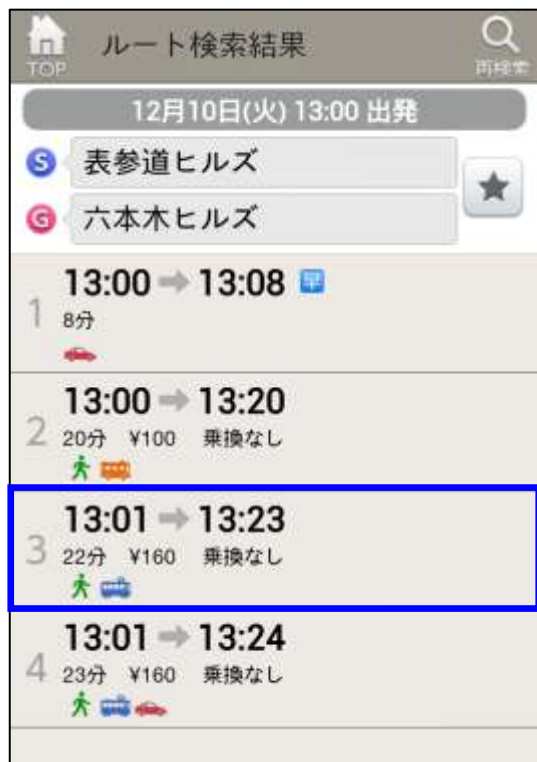 ルート検索結果
TOP
再検索
12月10日(火) 13:00 出発
S 表参道ヒルズ
G 六本木ヒルズ
1 13:00 → 13:08 早
8分
2 13:00 → 13:20
20分 ¥100 乗換なし
3 13:01 → 13:23
22分 ¥160 乗換なし
4 13:01 → 13:24
23分 ¥160 乗換なし